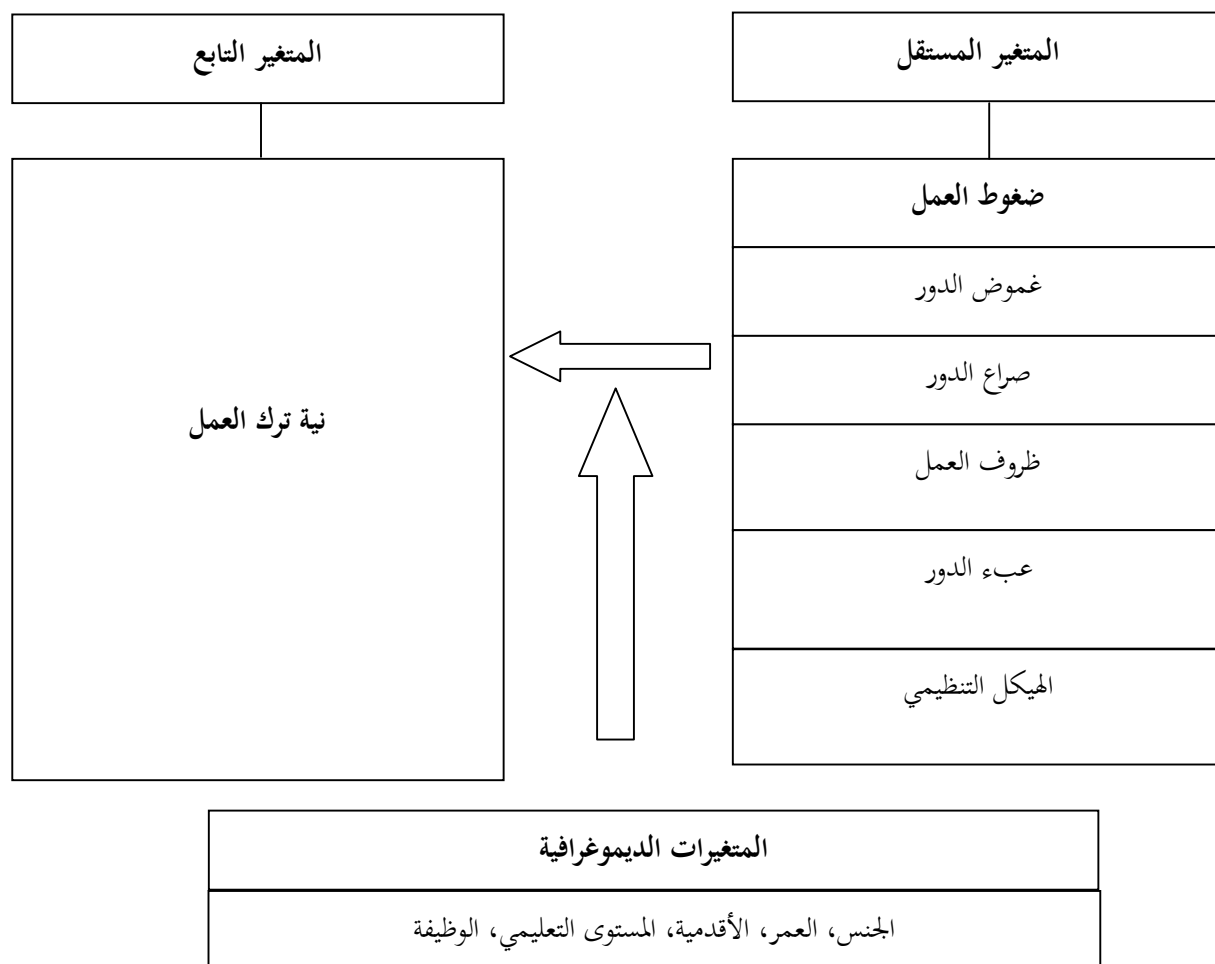 المتغير المستقل
المتغير التابع
ضغوط العمل
غموض الدور
صراع الدور
ظروف العمل
عبء الدور
الهيكل التنظيمي
نية ترك العمل
المتغيرات الديموغرافية
الجنس، العمر، الأقدمية، المستوى التعليمي، الوظيفة